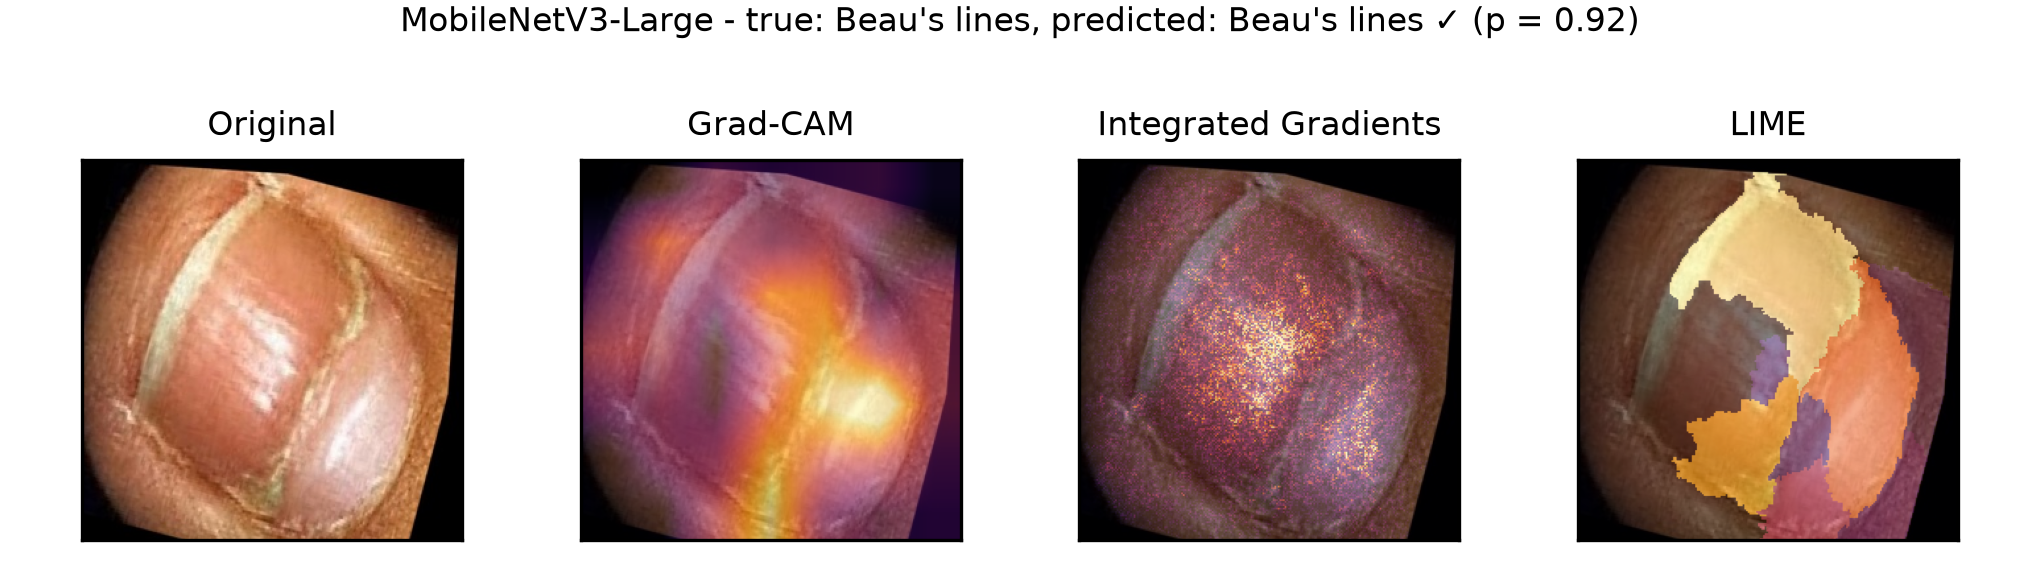 MobileNetV3-Large - true: Beau's lines, predicted: Beau's lines ✓ (p = 0.92)
Original
Grad-CAM
Integrated Gradients
LIME